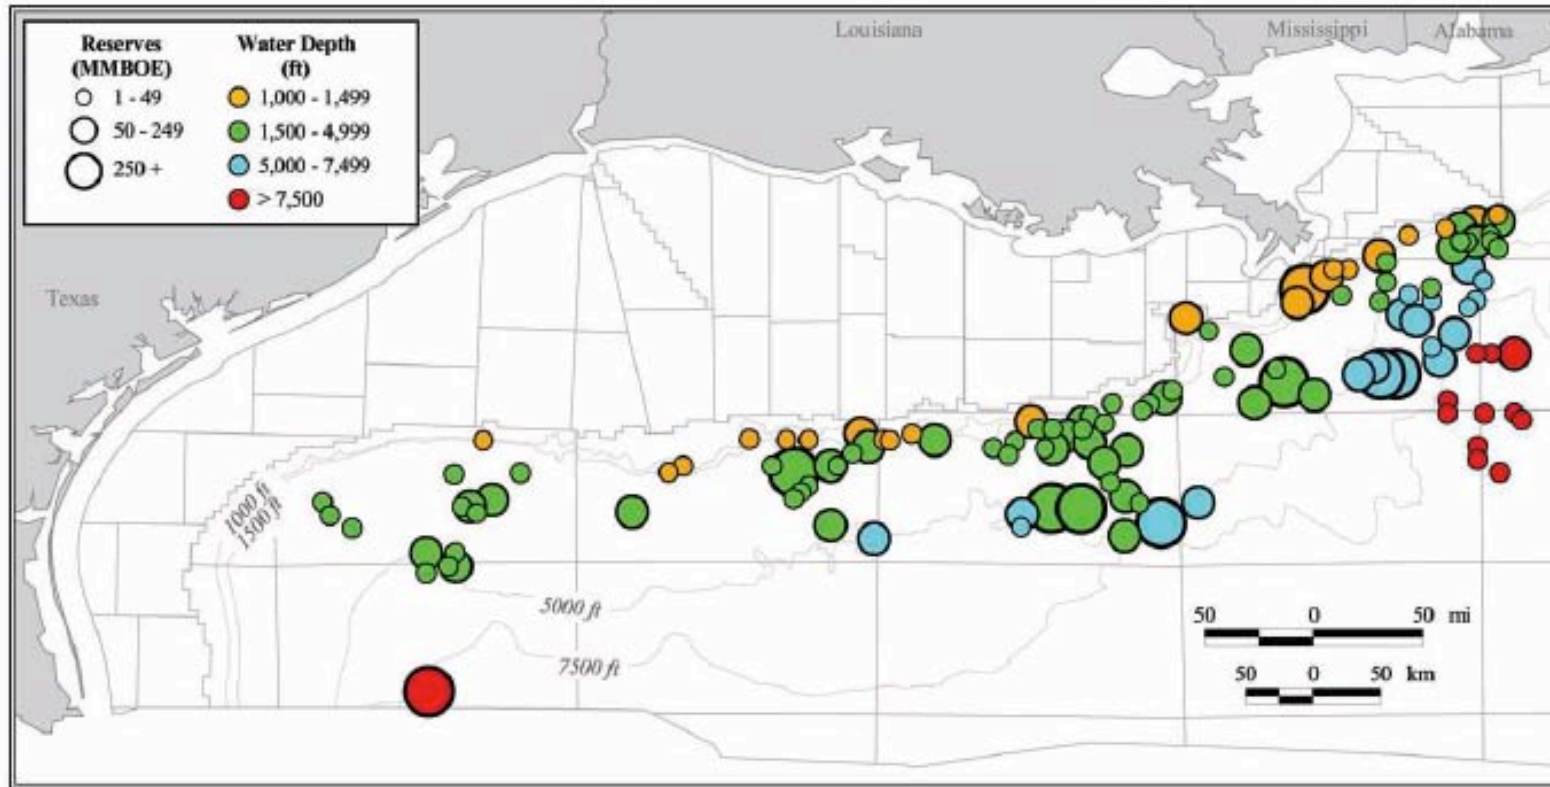 Louisiana
Mississippi
Alabama
Texas
Reserves
(MMBOE)
1 - 49
50 - 249
250 +
Water Depth
(ft)
1,000 - 1,499
1,500 - 4,999
5,000 - 7,499
> 7,500
1000 ft
1500 ft
5000 ft
7500 ft
50 0 50 mi
50 0 50 km